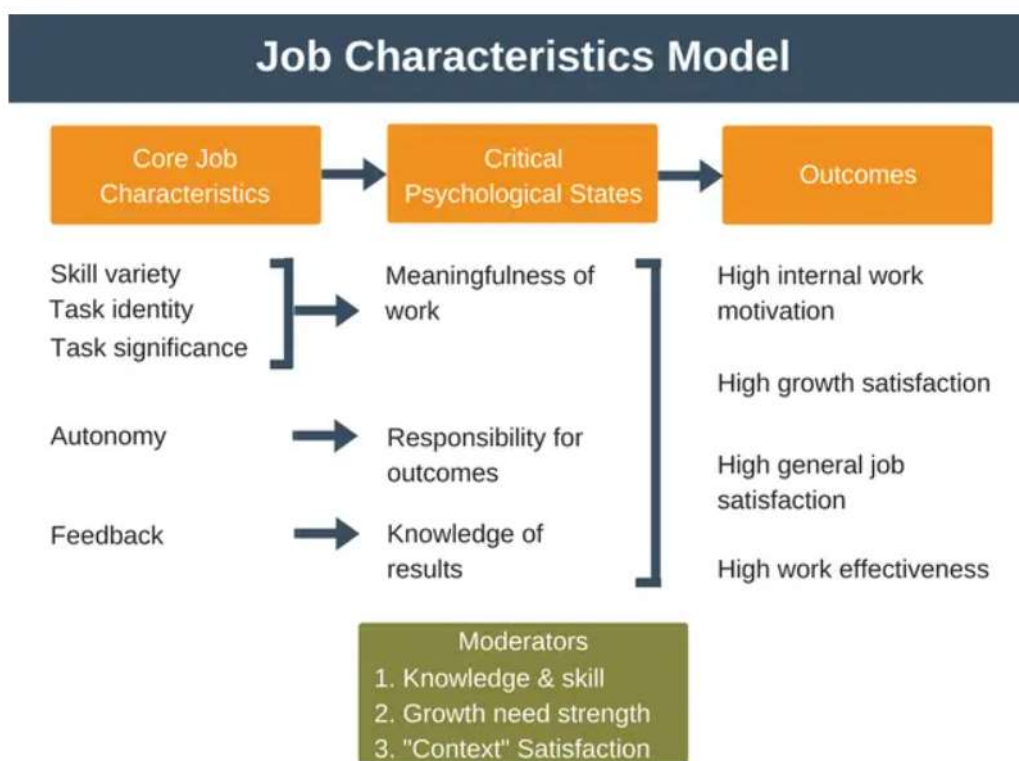 Job Characteristics Model
Core Job
Characteristics
Critical
Psychological States
Outcomes
Skill variety
Task identity
Task significance
Meaningfulness of
work
Autonomy
Responsibility for
outcomes
Feedback
Knowledge of
results
High internal work
motivation
High growth satisfaction
High general job
satisfaction
High work effectiveness
Moderators
1. Knowledge & skill
2. Growth need strength
3. "Context" Satisfaction